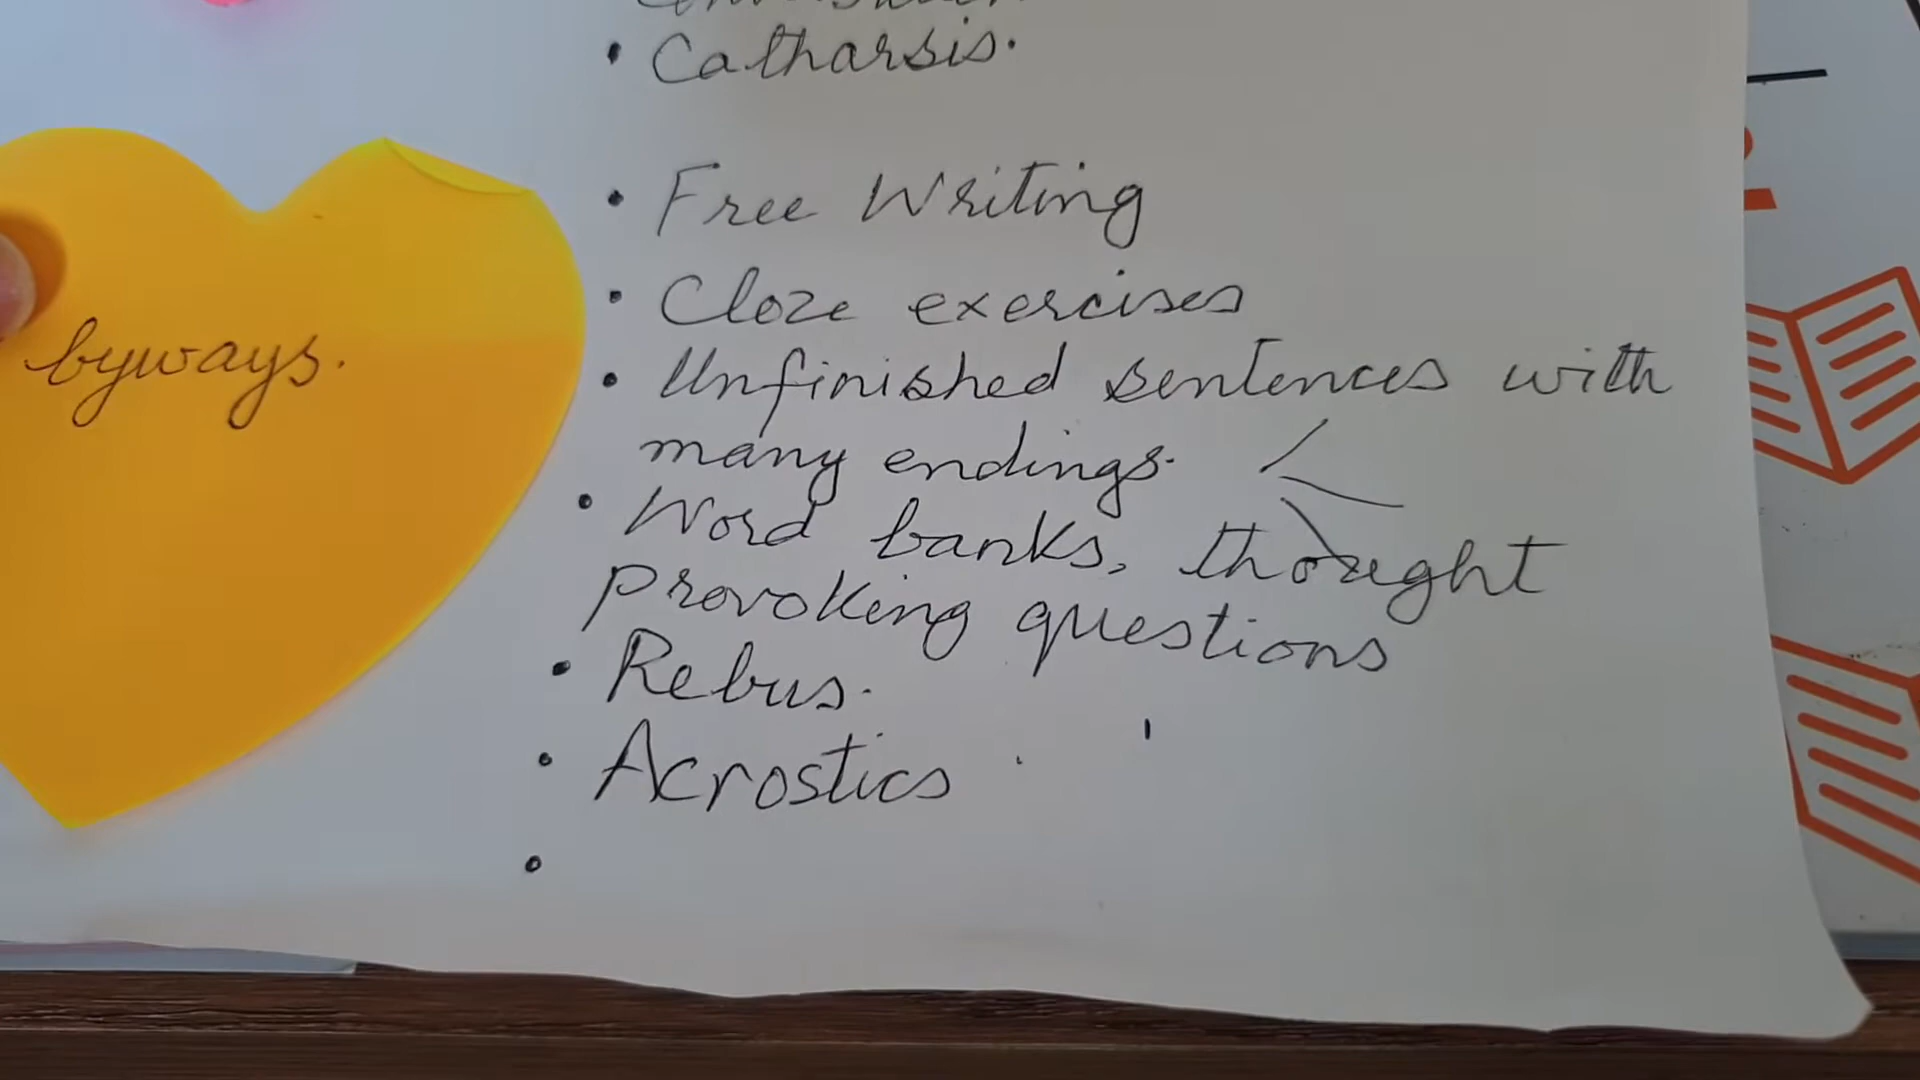 • Catharsis.
• Free Writing
• Cloze exercises
• Unfinished sentences with
many endings.
• Word banks, thought
provoking questions
• Rebus.
• Acrostics
•
byways.